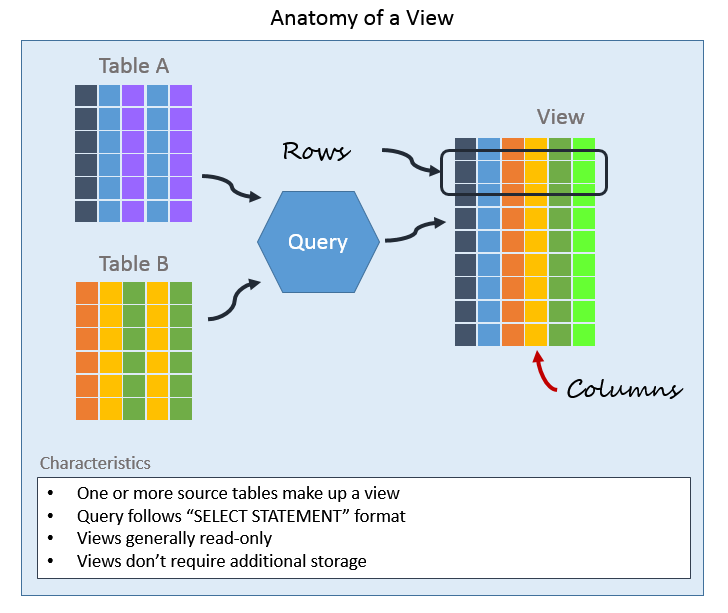 Anatomy of a View
Table A
View
Rows
Query
Table B
Columns
Characteristics
• One or more source tables make up a view
• Query follows “SELECT STATEMENT” format
• Views generally read-only
• Views don’t require additional storage